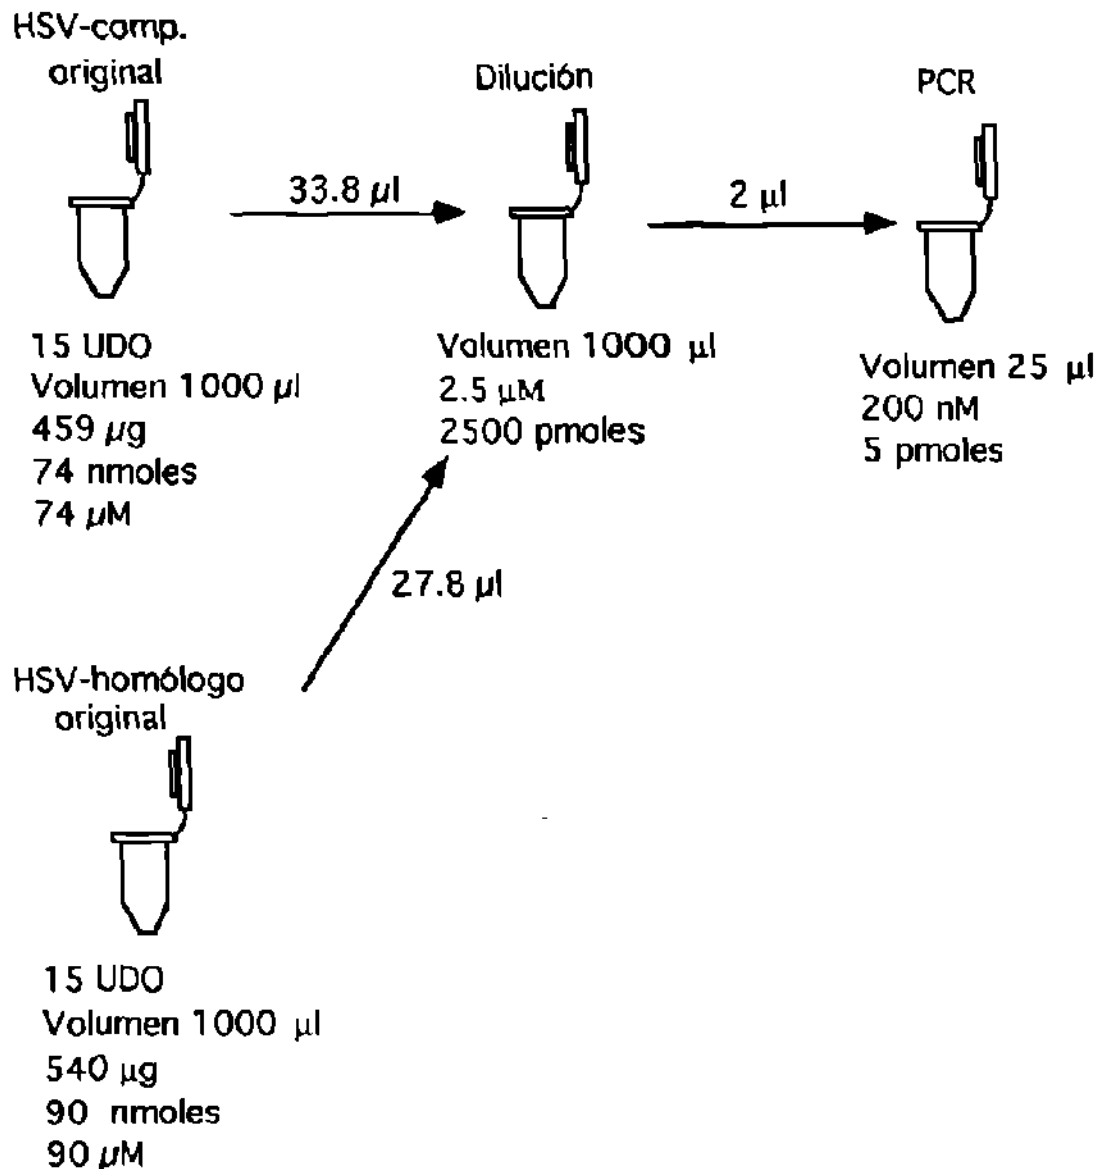 HSV-comp.
original
Dilución
PCR
33.8 µl
2 µl
15 UDO
Volumen 1000 µl
459 µg
74 nmoles
74 µM
Volumen 1000 µl
2.5 µM
2500 pmoles
Volumen 25 µl
200 nM
5 pmoles
27.8 µl
HSV-homólogo
original
15 UDO
Volumen 1000 µl
540 µg
90 nmoles
90 µM